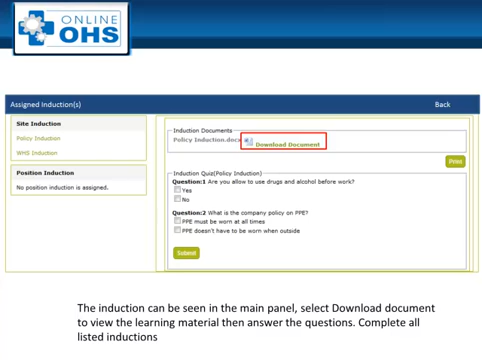 ONLINE
OHS
Assigned Induction(s)
Back
Site Induction
Policy Induction
WHS Induction
Position Induction
No position induction is assigned.
Induction Documents
Policy Induction.docx
Download Document
Print
Induction Quiz(Policy Induction)
Question:1 Are you allow to use drugs and alcohol before work?
Yes
No
Question:2 What is the company policy on PPE?
PPE must be worn at all times
PPE doesn't have to be worn when outside
Submit
The induction can be seen in the main panel, select Download document
to view the learning material then answer the questions. Complete all
listed inductions